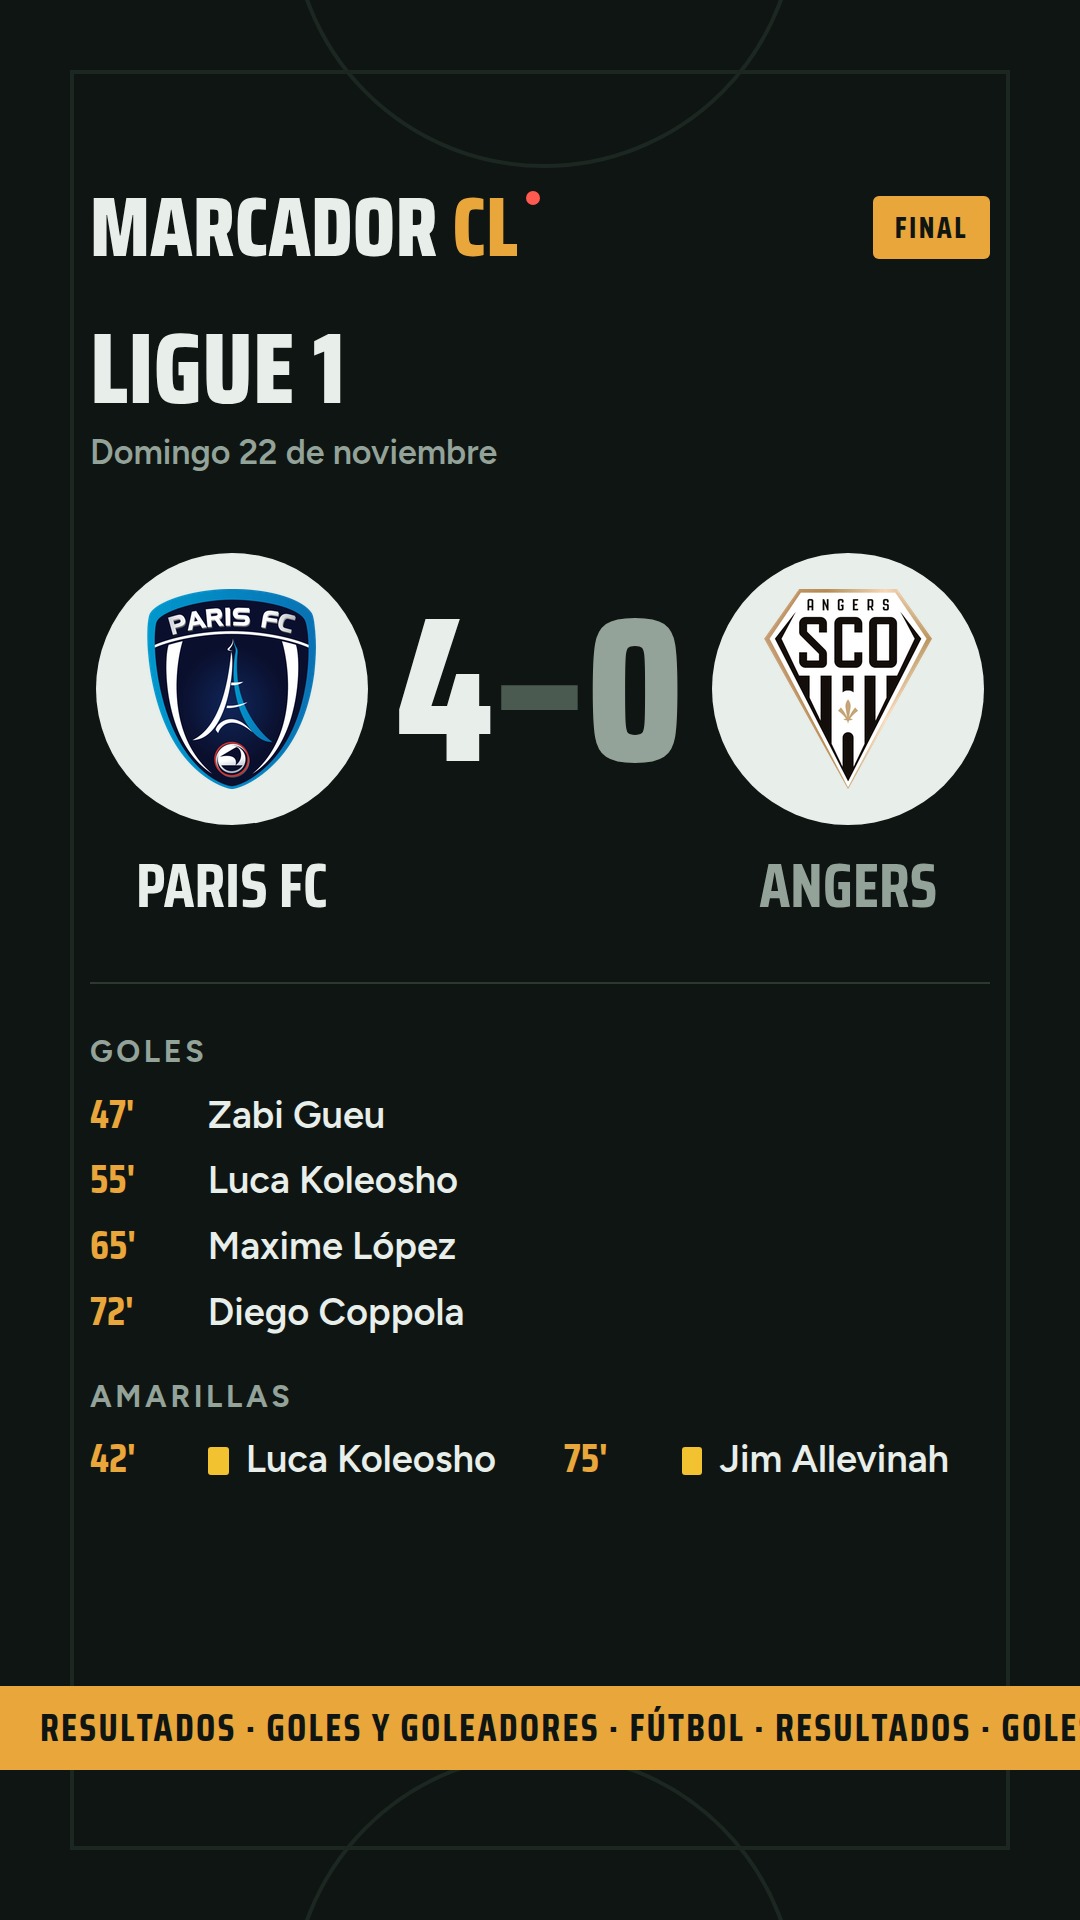 MARCADOR CL
FINAL
LIGUE 1
Domingo 22 de noviembre
PARIS FC
4-0
ANGERS
SCO
PARIS FC
ANGERS
GOLES
47' Zabi Gueu
55' Luca Koleosho
65' Maxime López
72' Diego Coppola
AMARILLAS
42' Luca Koleosho 75' Jim Allevinah
RESULTADOS · GOLES Y GOLEADORES · FÚTBOL · RESULTADOS · GOLES